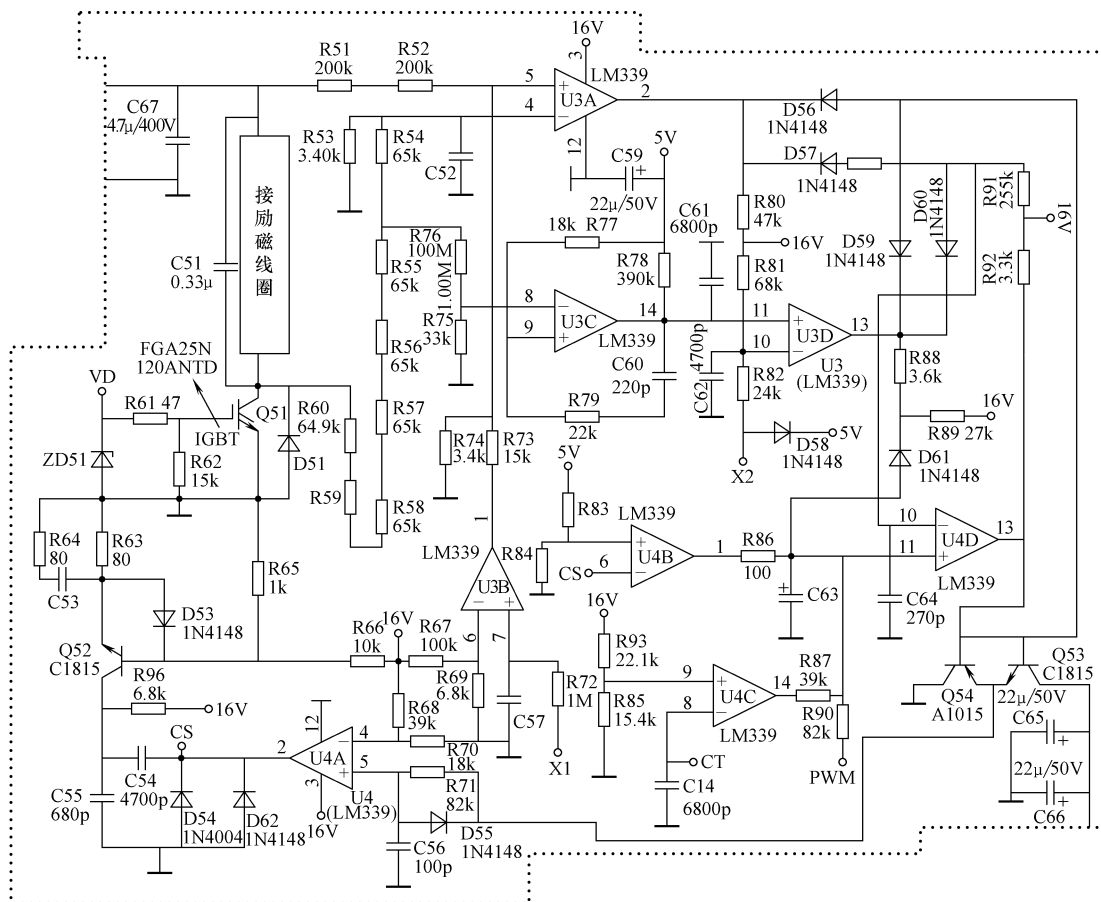 16V
3
LM339
R51
200k
R52
200k
5
+
U3A
2
4
−
12
C67
4.7μ/400V
R53
3.40k
R54
65k
C52
C59
+
22μ/50V
5V
D56
1N4148
D57
1N4148
D60
1N4148
R91
255k
16V
R92
3.3k
接励磁线圈
C51
0.33μ
18k R77
C61
6800p
R80
47k
16V
R76
100M
1.00M
R55
65k
R78
390k
R81
68k
D59
1N4148
8
−
U3C
14
9
+
LM339
R75
33k
R56
65k
C60
220p
C62
4700p
11
+
U3D
13
10
−
U3
(LM339)
R82
24k
R88
3.6k
FGA25N
120ANTD
VD
R61 47
Q51
IGBT
R60
64.9k
R57
65k
R79
22k
R89 27k
16V
ZD51
R62
15k
D51
R74
3.4k
R73
15k
5V
D58
1N4148
5V
X2
D61
1N4148
R59
R58
65k
R83
LM339
R64
80
R63
80
1
LM339
U3B
−
+
6
7
R84
+
U4B
1
CS
6
−
R86
100
10
−
U4D
13
11
+
LM339
C53
R65
1k
+
C63
C64
270p
D53
1N4148
16V
Q52
C1815
R66
10k
16V
R67
100k
R93
22.1k
R96
6.8k
16V
R69
6.8k
R68
39k
C57
R72
1M
R85
15.4k
9
+
U4C
14
8
−
LM339
R87
39k
R90
82k
PWM
Q54
A1015
Q53
C1815
22μ/50V
C65
+
22μ/50V
+
C66
CS
12
2
4
−
U4A
5
+
3
U4
(LM339)
16V
R70
18k
R71
82k
X1
CT
C14
6800p
C54
4700p
C55
680p
D54
1N4004
D62
1N4148
D55
1N4148
C56
100p